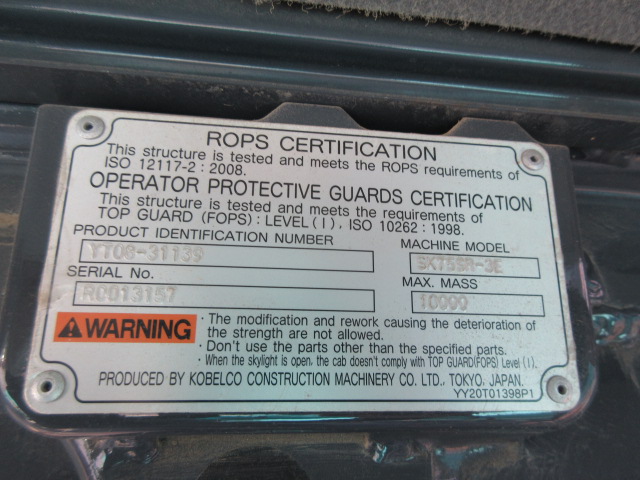 ROPS CERTIFICATION
This structure is tested and meets the ROPS requirements of
ISO 12117-2 : 2008.
OPERATOR PROTECTIVE GUARDS CERTIFICATION
This structure is tested and meets the requirements of
TOP GUARD (FOPS) : LEVEL ( I ) , ISO 10262 : 1998.
PRODUCT IDENTIFICATION NUMBER
YT08-31139
MACHINE MODEL
SK75SR-3E
SERIAL No.
MAX. MASS
10000
WARNING
· The modification and rework causing the deterioration of
the strength are not allowed.
· Don't use the parts other than the specified parts.
· When the skylight is open, the cab doesn't comply with TOP GUARD(FOPS) Level ( I ).
PRODUCED BY KOBELCO CONSTRUCTION MACHINERY CO. LTD., TOKYO, JAPAN.
YY20T01398P1